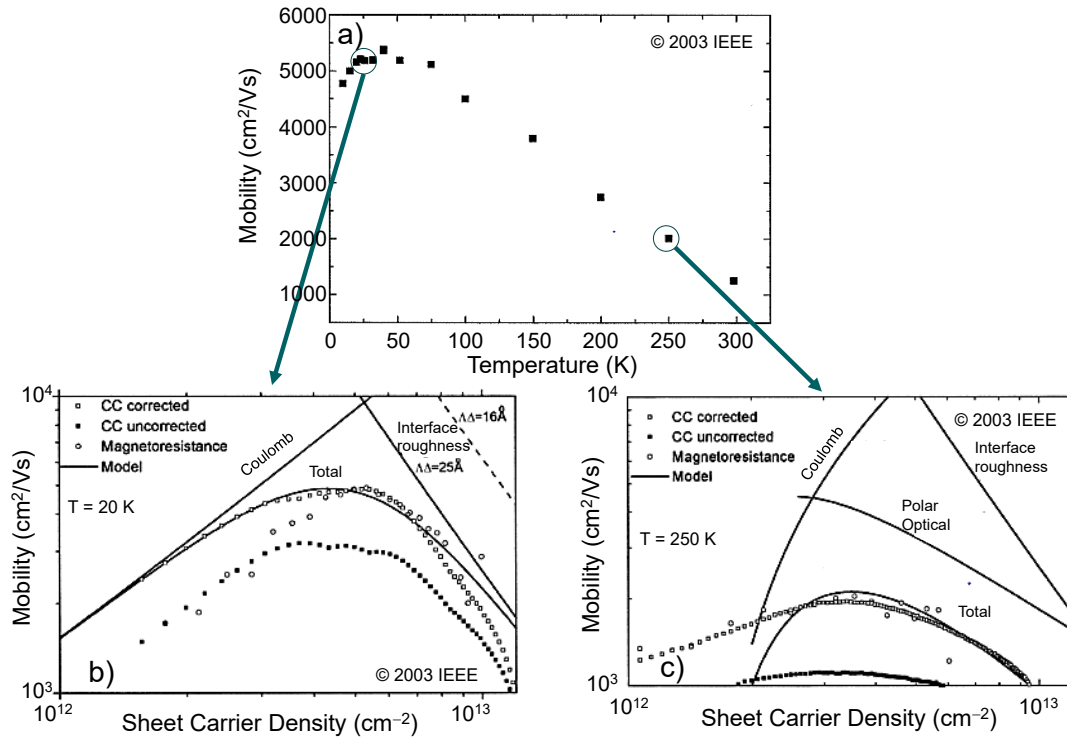 6000
a)
© 2003 IEEE
5000
4000
3000
2000
1000
Mobility (cm²/Vs)
0 50 100 150 200 250 300
Temperature (K)
10⁴
CC corrected
CC uncorrected
Magnetoresistance
Model
T = 20 K
Coulomb
Total
Interface
roughness
ΛΔ=16Å
ΛΔ=25Å
Mobility (cm²/Vs)
b)
© 2003 IEEE
10³
10¹² 10¹³
Sheet Carrier Density (cm⁻²)
10⁴
© 2003 IEEE
CC corrected
CC uncorrected
Magnetoresistance
Model
T = 250 K
Coulomb
Interface
roughness
Polar
Optical
Total
Mobility (cm²/Vs)
c)
10³
10¹² 10¹³
Sheet Carrier Density (cm⁻²)